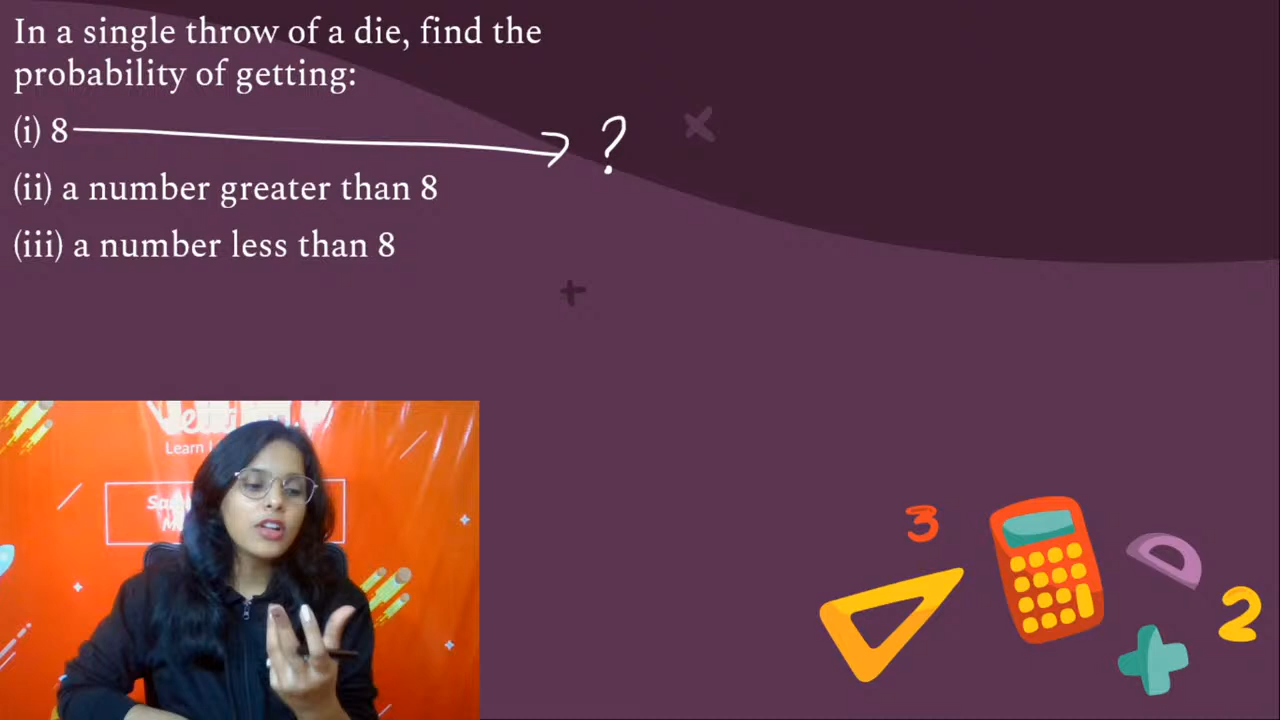 In a single throw of a die, find the
probability of getting:
(i) 8 → ?
(ii) a number greater than 8
(iii) a number less than 8
Learn
3
2